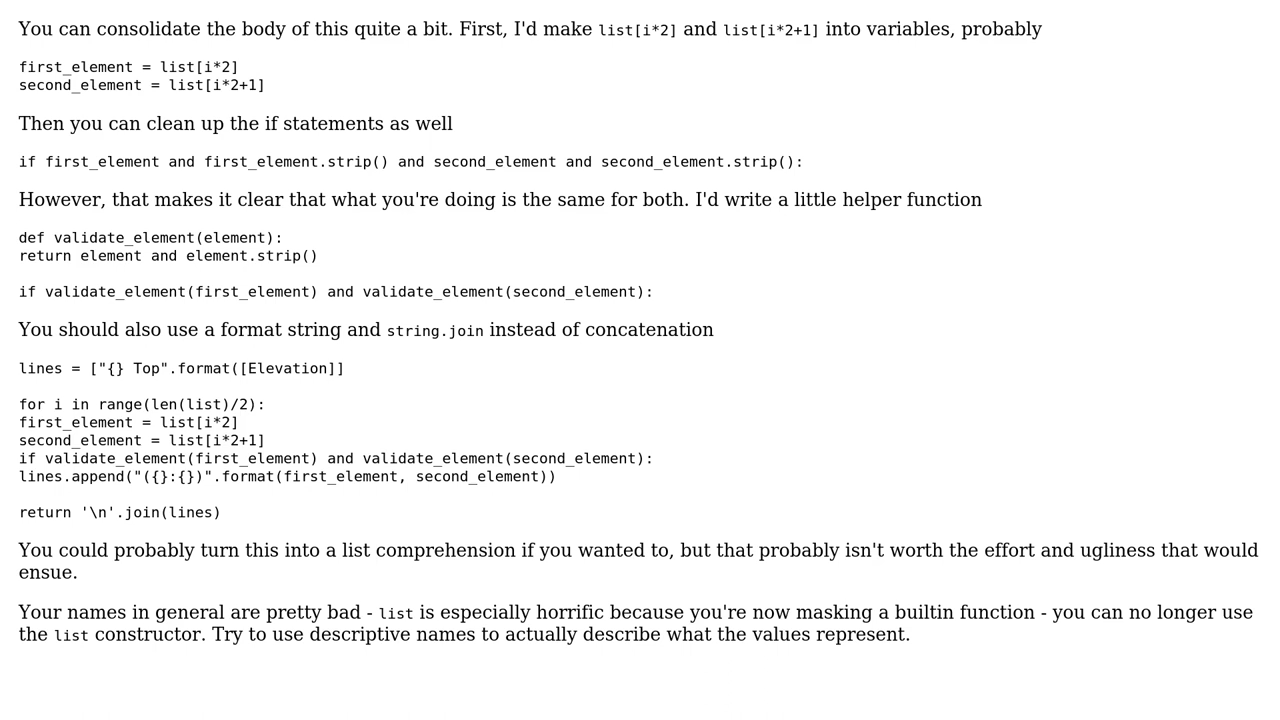 You can consolidate the body of this quite a bit. First, I'd make list[i*2] and list[i*2+1] into variables, probably
first_element = list[i*2]
second_element = list[i*2+1]
Then you can clean up the if statements as well
if first_element and first_element.strip() and second_element and second_element.strip():
However, that makes it clear that what you're doing is the same for both. I'd write a little helper function
def validate_element(element):
return element and element.strip()
if validate_element(first_element) and validate_element(second_element):
You should also use a format string and string.join instead of concatenation
lines = ["{} Top".format([Elevation]]
for i in range(len(list)/2):
first_element = list[i*2]
second_element = list[i*2+1]
if validate_element(first_element) and validate_element(second_element):
lines.append("({}:{})".format(first_element, second_element))
return '\n'.join(lines)
You could probably turn this into a list comprehension if you wanted to, but that probably isn't worth the effort and ugliness that would
ensue.
Your names in general are pretty bad - list is especially horrific because you're now masking a builtin function - you can no longer use
the list constructor. Try to use descriptive names to actually describe what the values represent.